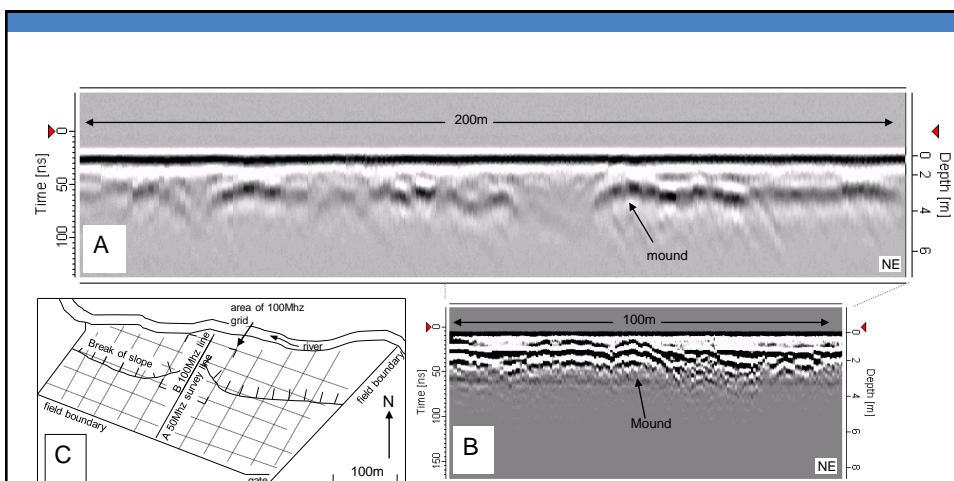 200m
0
50
100
Time [ns]
0
2
4
6
Depth [m]
mound
A
NE
area of 100Mhz
grid
river
Break of slope
B 100Mhz line
A 50Mhz survey line
field boundary
field boundary
N
100m
gate
C
100m
0
50
100
150
Time [ns]
0
2
4
6
8
Depth [m]
Mound
B
NE